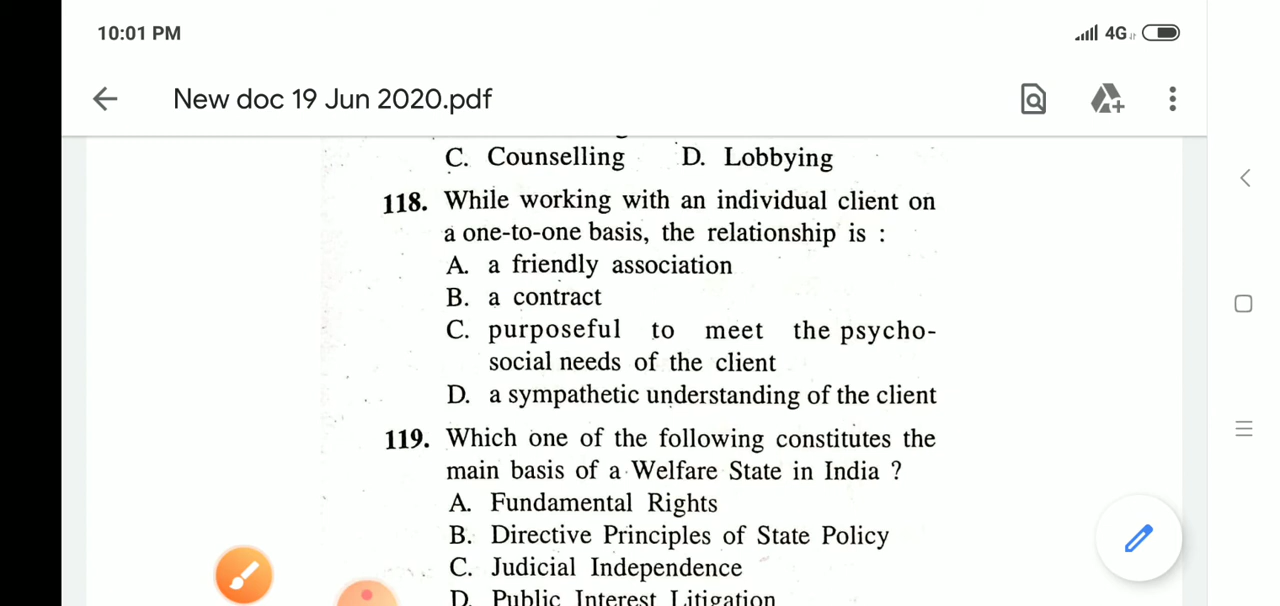 10:01 PM
4G
New doc 19 Jun 2020.pdf
C. Counselling D. Lobbying
118. While working with an individual client on
a one-to-one basis, the relationship is :
A. a friendly association
B. a contract
C. purposeful to meet the psycho-
social needs of the client
D. a sympathetic understanding of the client
119. Which one of the following constitutes the
main basis of a Welfare State in India ?
A. Fundamental Rights
B. Directive Principles of State Policy
C. Judicial Independence
D. Public Interest Litigation